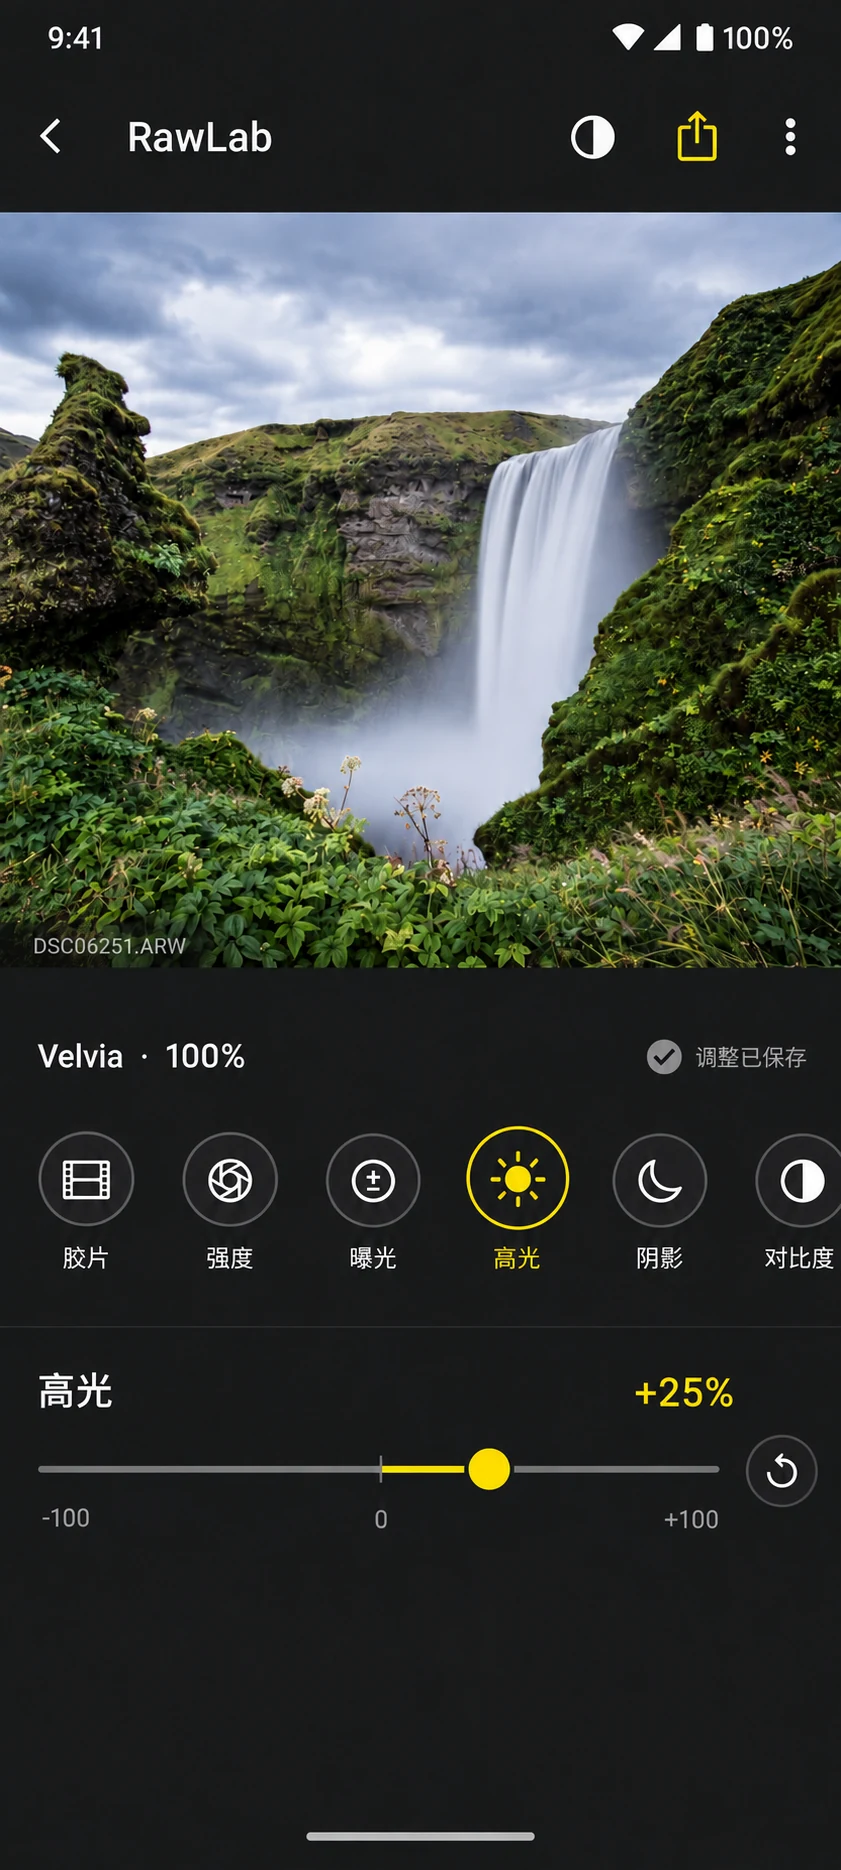 9:41
100%
RawLab
DSC06251.ARW
Velvia · 100%
调整已保存
胶片
强度
曝光
高光
阴影
对比度
高光
+25%
-100
0
+100